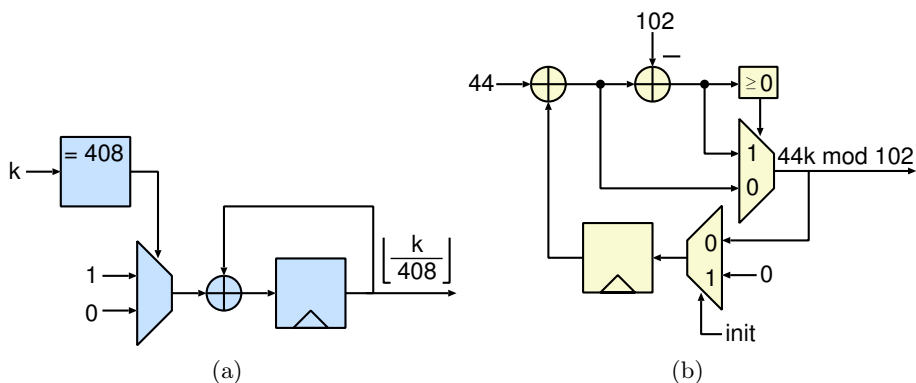 102
−
44
≥0
= 408
k
1
44k mod 102
0
⌊k/408⌋
0
1
0
1
0
init
(a)
(b)